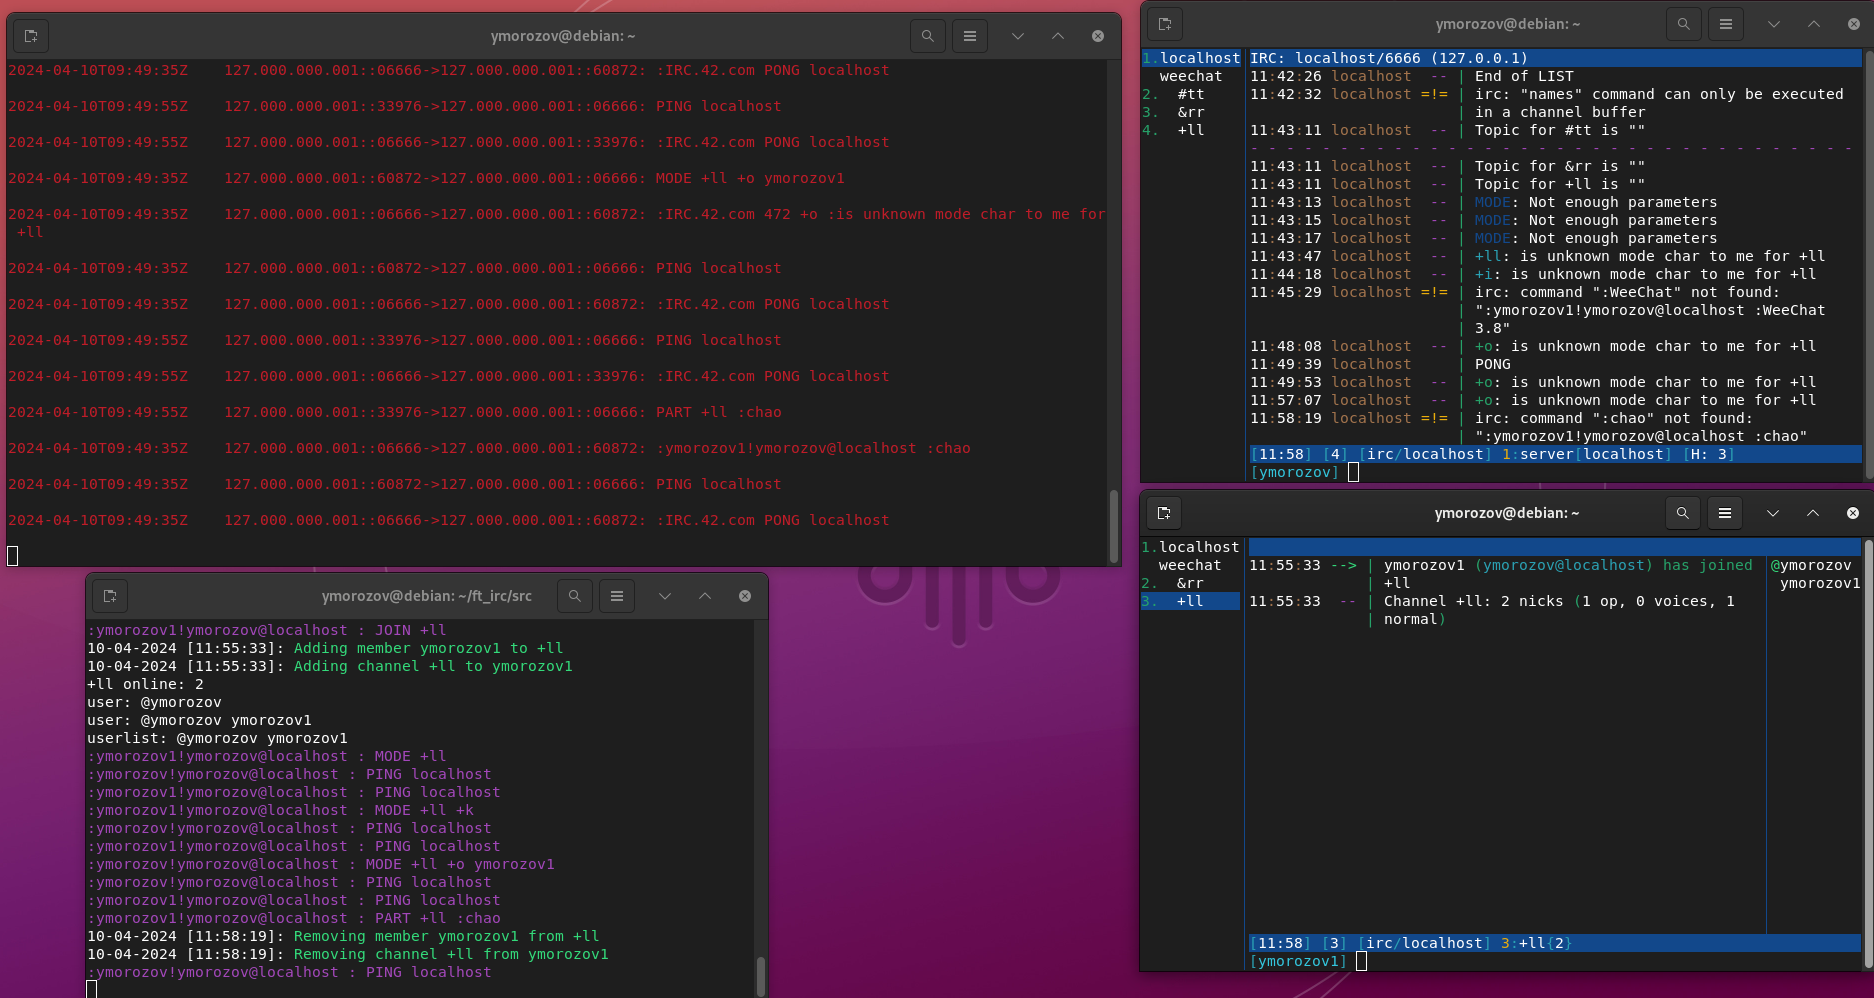 ymorozov@debian: ~
2024-04-10T09:49:35Z    127.000.000.001::06666->127.000.000.001::60872: :IRC.42.com PONG localhost
2024-04-10T09:49:55Z    127.000.000.001::33976->127.000.000.001::06666: PING localhost
2024-04-10T09:49:55Z    127.000.000.001::06666->127.000.000.001::33976: :IRC.42.com PONG localhost
2024-04-10T09:49:35Z    127.000.000.001::60872->127.000.000.001::06666: MODE +ll +o ymorozov1
2024-04-10T09:49:35Z    127.000.000.001::06666->127.000.000.001::60872: :IRC.42.com 472 +o :is unknown mode char to me for
+ll
2024-04-10T09:49:35Z    127.000.000.001::60872->127.000.000.001::06666: PING localhost
2024-04-10T09:49:35Z    127.000.000.001::06666->127.000.000.001::60872: :IRC.42.com PONG localhost
2024-04-10T09:49:55Z    127.000.000.001::33976->127.000.000.001::06666: PING localhost
2024-04-10T09:49:55Z    127.000.000.001::06666->127.000.000.001::33976: :IRC.42.com PONG localhost
2024-04-10T09:49:55Z    127.000.000.001::33976->127.000.000.001::06666: PART +ll :chao
2024-04-10T09:49:35Z    127.000.000.001::06666->127.000.000.001::60872: :ymorozov1!ymorozov@localhost :chao
2024-04-10T09:49:35Z    127.000.000.001::60872->127.000.000.001::06666: PING localhost
2024-04-10T09:49:35Z    127.000.000.001::06666->127.000.000.001::60872: :IRC.42.com PONG localhost
ymorozov@debian: ~/ft_irc/src
:ymorozov1!ymorozov@localhost : JOIN +ll
10-04-2024 [11:55:33]: Adding member ymorozov1 to +ll
10-04-2024 [11:55:33]: Adding channel +ll to ymorozov1
+ll online: 2
user: @ymorozov
user: @ymorozov ymorozov1
userlist: @ymorozov ymorozov1
:ymorozov1!ymorozov@localhost : MODE +ll
:ymorozov!ymorozov@localhost : PING localhost
:ymorozov1!ymorozov@localhost : PING localhost
:ymorozov1!ymorozov@localhost : MODE +ll +k
:ymorozov!ymorozov@localhost : PING localhost
:ymorozov1!ymorozov@localhost : PING localhost
:ymorozov!ymorozov@localhost : MODE +ll +o ymorozov1
:ymorozov!ymorozov@localhost : PING localhost
:ymorozov1!ymorozov@localhost : PING localhost
:ymorozov1!ymorozov@localhost : PART +ll :chao
10-04-2024 [11:58:19]: Removing member ymorozov1 from +ll
10-04-2024 [11:58:19]: Removing channel +ll from ymorozov1
:ymorozov!ymorozov@localhost : PING localhost
ymorozov@debian: ~
1.localhost
weechat
2.  #tt
3.  &rr
4.  +ll
IRC: localhost/6666 (127.0.0.1)
11:42:26 localhost  -- | End of LIST
11:42:32 localhost =!= | irc: "names" command can only be executed
| in a channel buffer
11:43:11 localhost  -- | Topic for #tt is ""
- - - - - - - - - - - - - - - - - - - - - - - - - - - - - - - - - -
11:43:11 localhost  -- | Topic for &rr is ""
11:43:11 localhost  -- | Topic for +ll is ""
11:43:13 localhost  -- | MODE: Not enough parameters
11:43:15 localhost  -- | MODE: Not enough parameters
11:43:17 localhost  -- | MODE: Not enough parameters
11:43:47 localhost  -- | +ll: is unknown mode char to me for +ll
11:44:18 localhost  -- | +i: is unknown mode char to me for +ll
11:45:29 localhost =!= | irc: command ":WeeChat" not found:
| ":ymorozov1!ymorozov@localhost :WeeChat
| 3.8"
11:48:08 localhost  -- | +o: is unknown mode char to me for +ll
11:49:39 localhost     | PONG
11:49:53 localhost  -- | +o: is unknown mode char to me for +ll
11:57:07 localhost  -- | +o: is unknown mode char to me for +ll
11:58:19 localhost =!= | irc: command ":chao" not found:
| ":ymorozov1!ymorozov@localhost :chao"
[11:58] [4] [irc/localhost] 1:server[localhost] [H: 3]
[ymorozov]
ymorozov@debian: ~
1.localhost
weechat
2.  &rr
3.  +ll
11:55:33 --> | ymorozov1 (ymorozov@localhost) has joined
| +ll
11:55:33  -- | Channel +ll: 2 nicks (1 op, 0 voices, 1
| normal)
@ymorozov
ymorozov1
[11:58] [3] [irc/localhost] 3:+ll{2}
[ymorozov1]